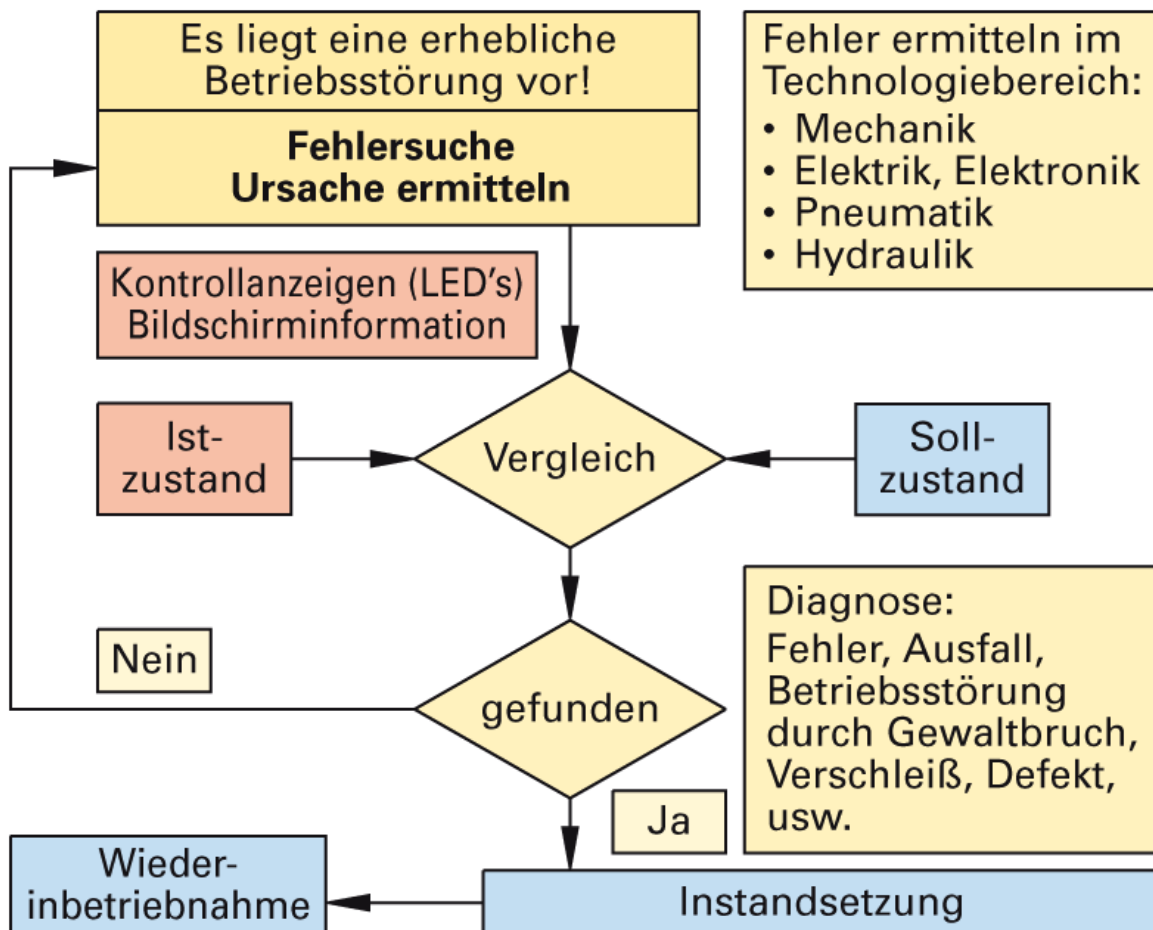 Es liegt eine erhebliche
Betriebsstörung vor!
Fehlersuche
Ursache ermitteln
Fehler ermitteln im
Technologiebereich:
• Mechanik
• Elektrik, Elektronik
• Pneumatik
• Hydraulik
Kontrollanzeigen (LED’s)
Bildschirminformation
Ist-
zustand
Vergleich
Soll-
zustand
Nein
gefunden
Diagnose:
Fehler, Ausfall,
Betriebsstörung
durch Gewaltbruch,
Verschleiß, Defekt,
usw.
Ja
Wieder-
inbetriebnahme
Instandsetzung